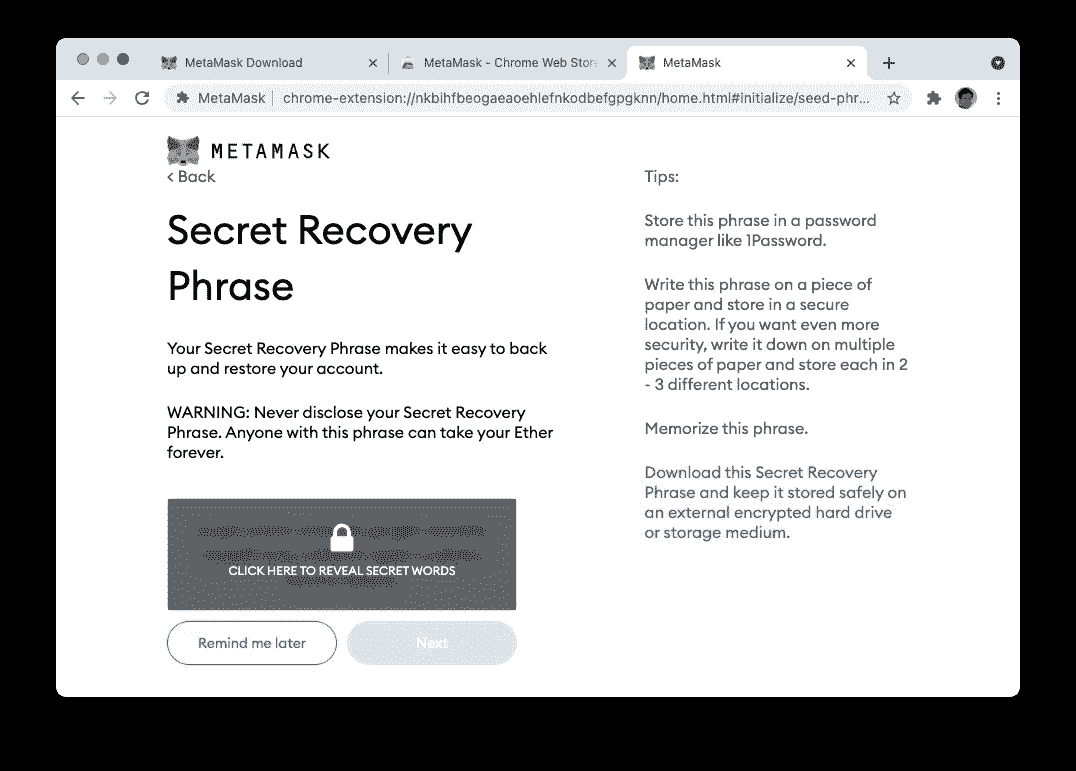 MetaMask Download
MetaMask - Chrome Web Stor
MetaMask
MetaMask
chrome-extension://nkbihfbeogaeaoehlefnkodbefgpgknn/home.html#initialize/seed-phr...
METAMASK
< Back
Secret Recovery
Phrase
Your Secret Recovery Phrase makes it easy to back
up and restore your account.
WARNING: Never disclose your Secret Recovery
Phrase. Anyone with this phrase can take your Ether
forever.
CLICK HERE TO REVEAL SECRET WORDS
Remind me later
Next
Tips:
Store this phrase in a password
manager like 1Password.
Write this phrase on a piece of
paper and store in a secure
location. If you want even more
security, write it down on multiple
pieces of paper and store each in 2
- 3 different locations.
Memorize this phrase.
Download this Secret Recovery
Phrase and keep it stored safely on
an external encrypted hard drive
or storage medium.